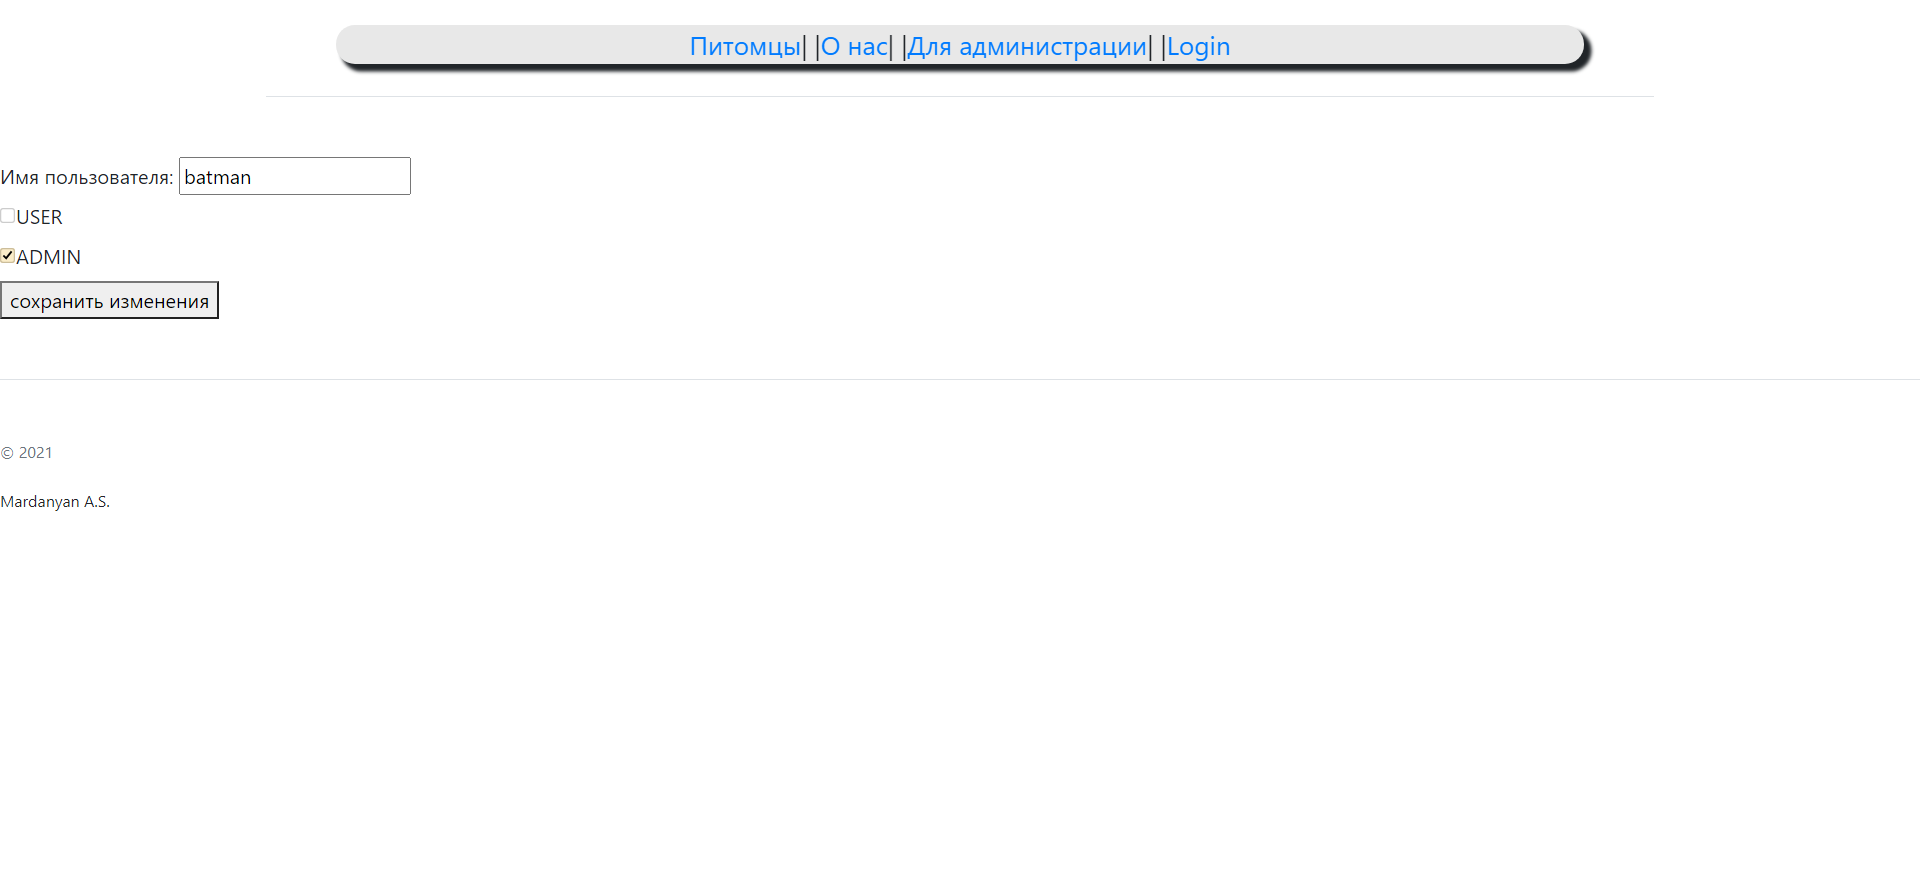 Питомцы| |О нас| |Для администрации| |Login
Имя пользователя: batman
USER
ADMIN
сохранить изменения
© 2021
Mardanyan A.S.